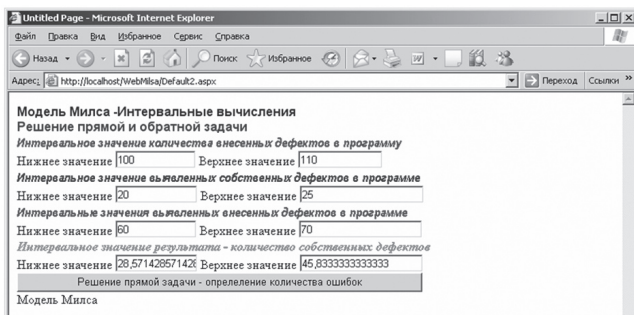 Untitled Page - Microsoft Internet Explorer
Файл Правка Вид Избранное Сервис Справка
Назад Поиск Избранное
Адрес: http://localhost/WebMilsa/Default2.aspx Переход Ссылки »
Модель Милса -Интервальные вычисления
Решение прямой и обратной задачи
Интервальное значение количества внесенных дефектов в программу
Нижнее значение 100 Верхнее значение 110
Интервальное значение выявленных собственных дефектов в программе
Нижнее значение 20 Верхнее значение 25
Интервальные значения выявленных внесенных дефектов в программе
Нижнее значение 60 Верхнее значение 70
Интервальное значение результата - количество собственных дефектов
Нижнее значение 28,571428571428 Верхнее значение 45,8333333333333
Решение прямой задачи - опрелеление количества ошибок
Модель Милса